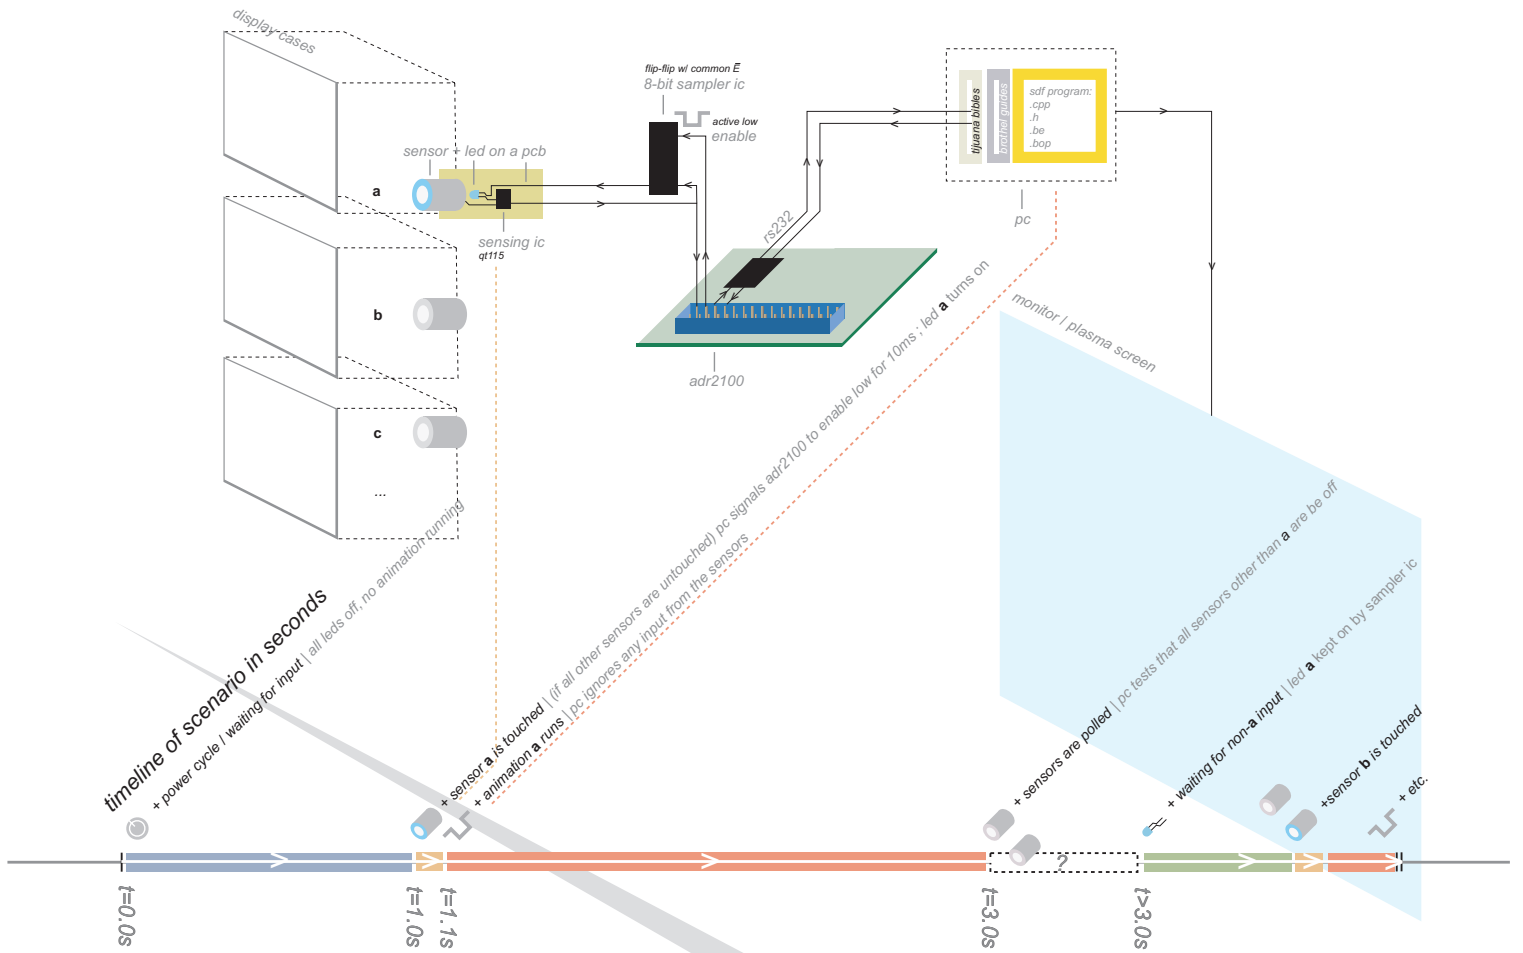 display cases
flip-flip w/ common E̅
8-bit sampler ic
active low
enable
sensor + led on a pcb
a
sensing ic
qt115
b
c
...
rs232
adr2100
tijuana bibles
brothel guides
sdf program:
.cpp
.h
.be
.bop
pc
monitor / plasma screen
timeline of scenario in seconds
+ power cycle / waiting for input | all leds off, no animation running
+ sensor a is touched | (if all other sensors are untouched) pc signals adr2100 to enable low for 10ms ; led a turns on
+ animation a runs | pc ignores any input from the sensors
+ sensors are polled | pc tests that all sensors other than a are be off
+ waiting for non-a input | led a kept on by sampler ic
+sensor b is touched
+ etc.
?
t=0.0s
t=1.0s
t=1.1s
t=3.0s
t>3.0s